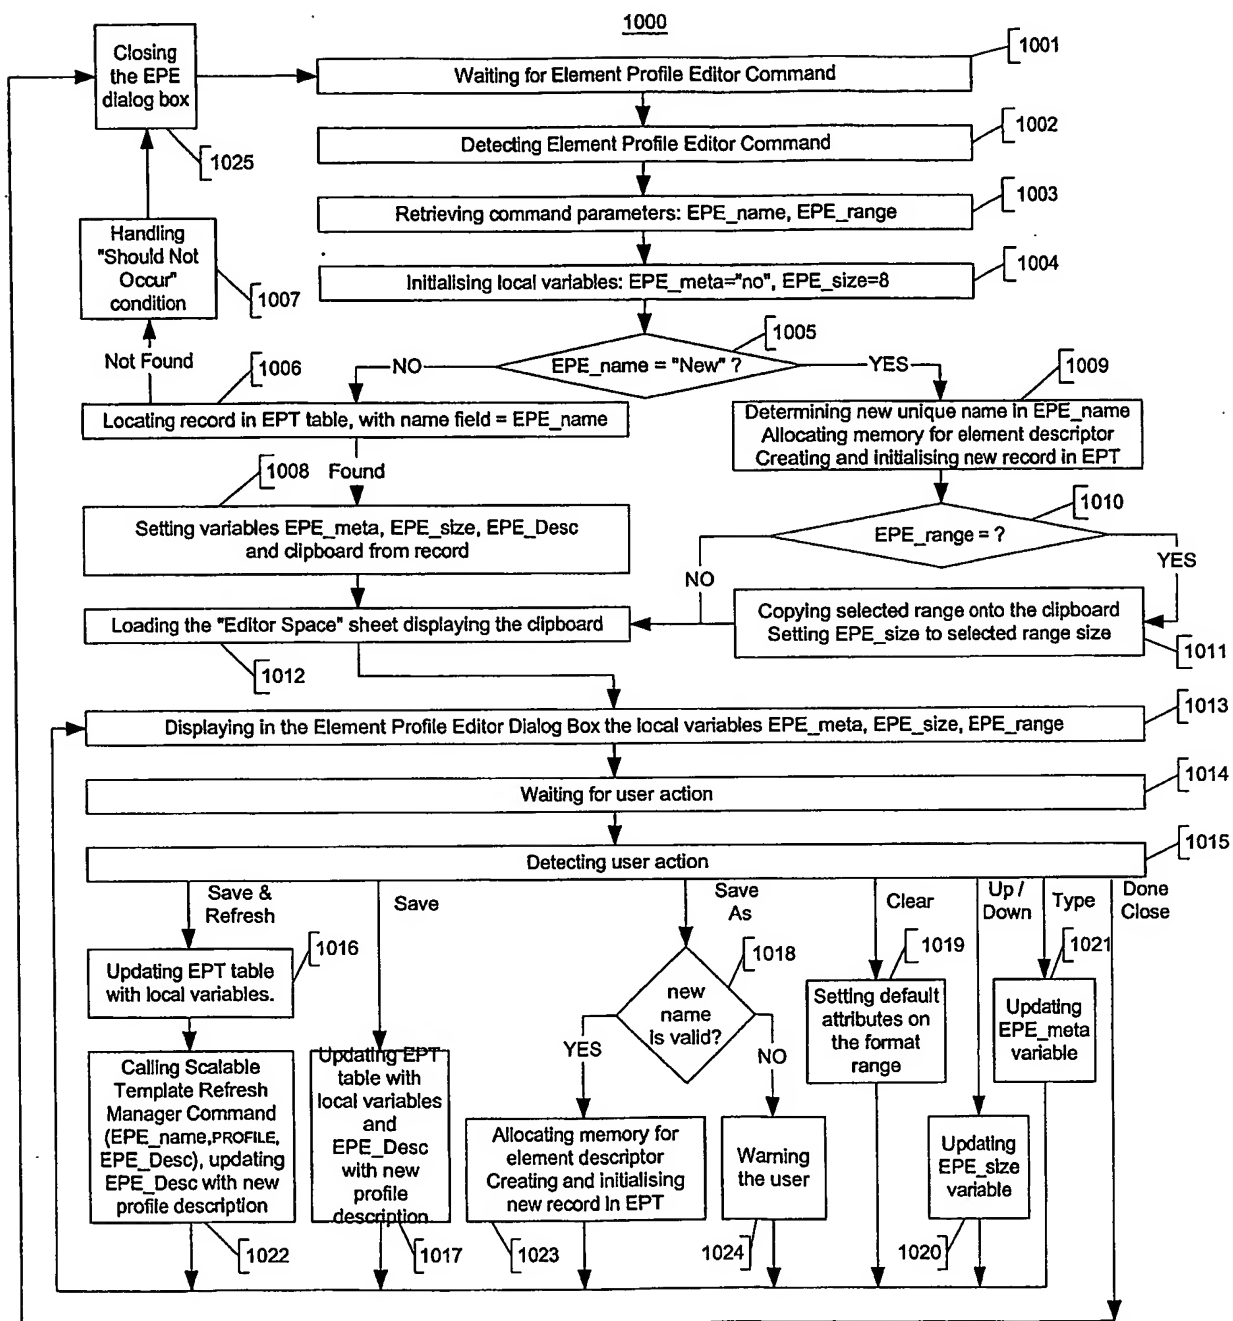 1000
Closing
the EPE
dialog box
1025
Waiting for Element Profile Editor Command
1001
Detecting Element Profile Editor Command
1002
Retrieving command parameters: EPE_name, EPE_range
1003
Initialising local variables: EPE_meta="no", EPE_size=8
1004
Handling
"Should Not
Occur"
condition
1007
Not Found
EPE_name = "New" ?
1005
NO
YES
1006
Locating record in EPT table, with name field = EPE_name
1009
Determining new unique name in EPE_name
Allocating memory for element descriptor
Creating and initialising new record in EPT
1008
Found
Setting variables EPE_meta, EPE_size, EPE_Desc
and clipboard from record
EPE_range = ?
1010
NO
YES
Copying selected range onto the clipboard
Setting EPE_size to selected range size
1011
Loading the "Editor Space" sheet displaying the clipboard
1012
Displaying in the Element Profile Editor Dialog Box the local variables EPE_meta, EPE_size, EPE_range
1013
Waiting for user action
1014
Detecting user action
1015
Save &
Refresh
Save
Save
As
Clear
Up /
Down
Type
Done
Close
Updating EPT table
with local variables.
1016
new
name
is valid?
1018
YES
NO
Setting default
attributes on
the format
range
1019
Updating
EPE_meta
variable
1021
Calling Scalable
Template Refresh
Manager Command
(EPE_name,PROFILE,
EPE_Desc), updating
EPE_Desc with new
profile description
1022
Updating EPT
table with
local variables
and
EPE_Desc
with new
profile
description
1017
Allocating memory for
element descriptor
Creating and initialising
new record in EPT
1023
Warning
the user
1024
Updating
EPE_size
variable
1020